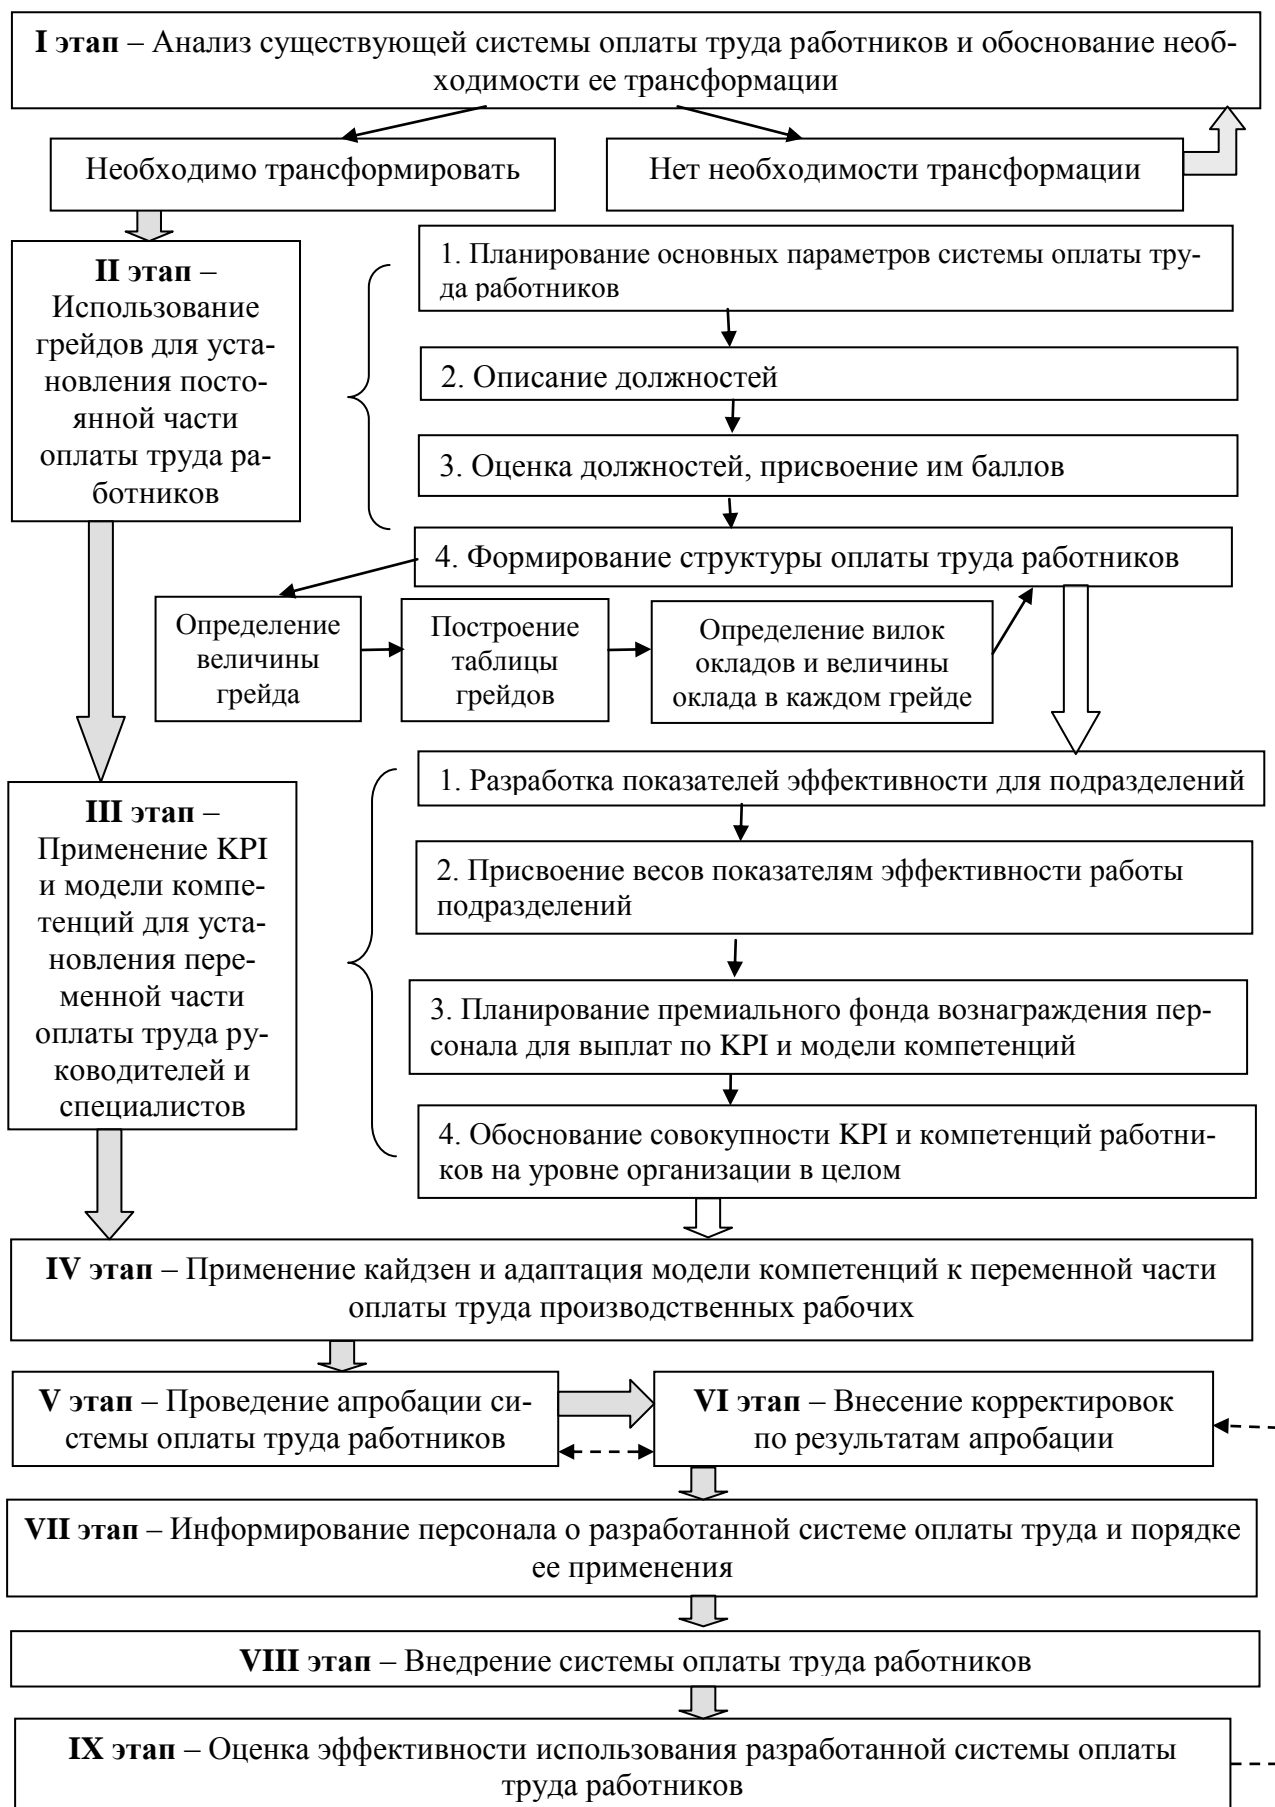 I этап – Анализ существующей системы оплаты труда работников и обоснование необ-
ходимости ее трансформации
Необходимо трансформировать
Нет необходимости трансформации
II этап –
Использование
грейдов для уста-
новления посто-
янной части
оплаты труда ра-
ботников
1. Планирование основных параметров системы оплаты тру-
да работников
2. Описание должностей
3. Оценка должностей, присвоение им баллов
4. Формирование структуры оплаты труда работников
Определение
величины
грейда
Построение
таблицы
грейдов
Определение вилок
окладов и величины
оклада в каждом грейде
III этап –
Применение KPI
и модели компе-
тенций для уста-
новления пере-
менной части
оплаты труда ру-
ководителей и
специалистов
1. Разработка показателей эффективности для подразделений
2. Присвоение весов показателям эффективности работы
подразделений
3. Планирование премиального фонда вознаграждения пер-
сонала для выплат по KPI и модели компетенций
4. Обоснование совокупности KPI и компетенций работни-
ков на уровне организации в целом
IV этап – Применение кайдзен и адаптация модели компетенций к переменной части
оплаты труда производственных рабочих
V этап – Проведение апробации си-
стемы оплаты труда работников
VI этап – Внесение корректировок
по результатам апробации
VII этап – Информирование персонала о разработанной системе оплаты труда и порядке
ее применения
VIII этап – Внедрение системы оплаты труда работников
IX этап – Оценка эффективности использования разработанной системы оплаты
труда работников